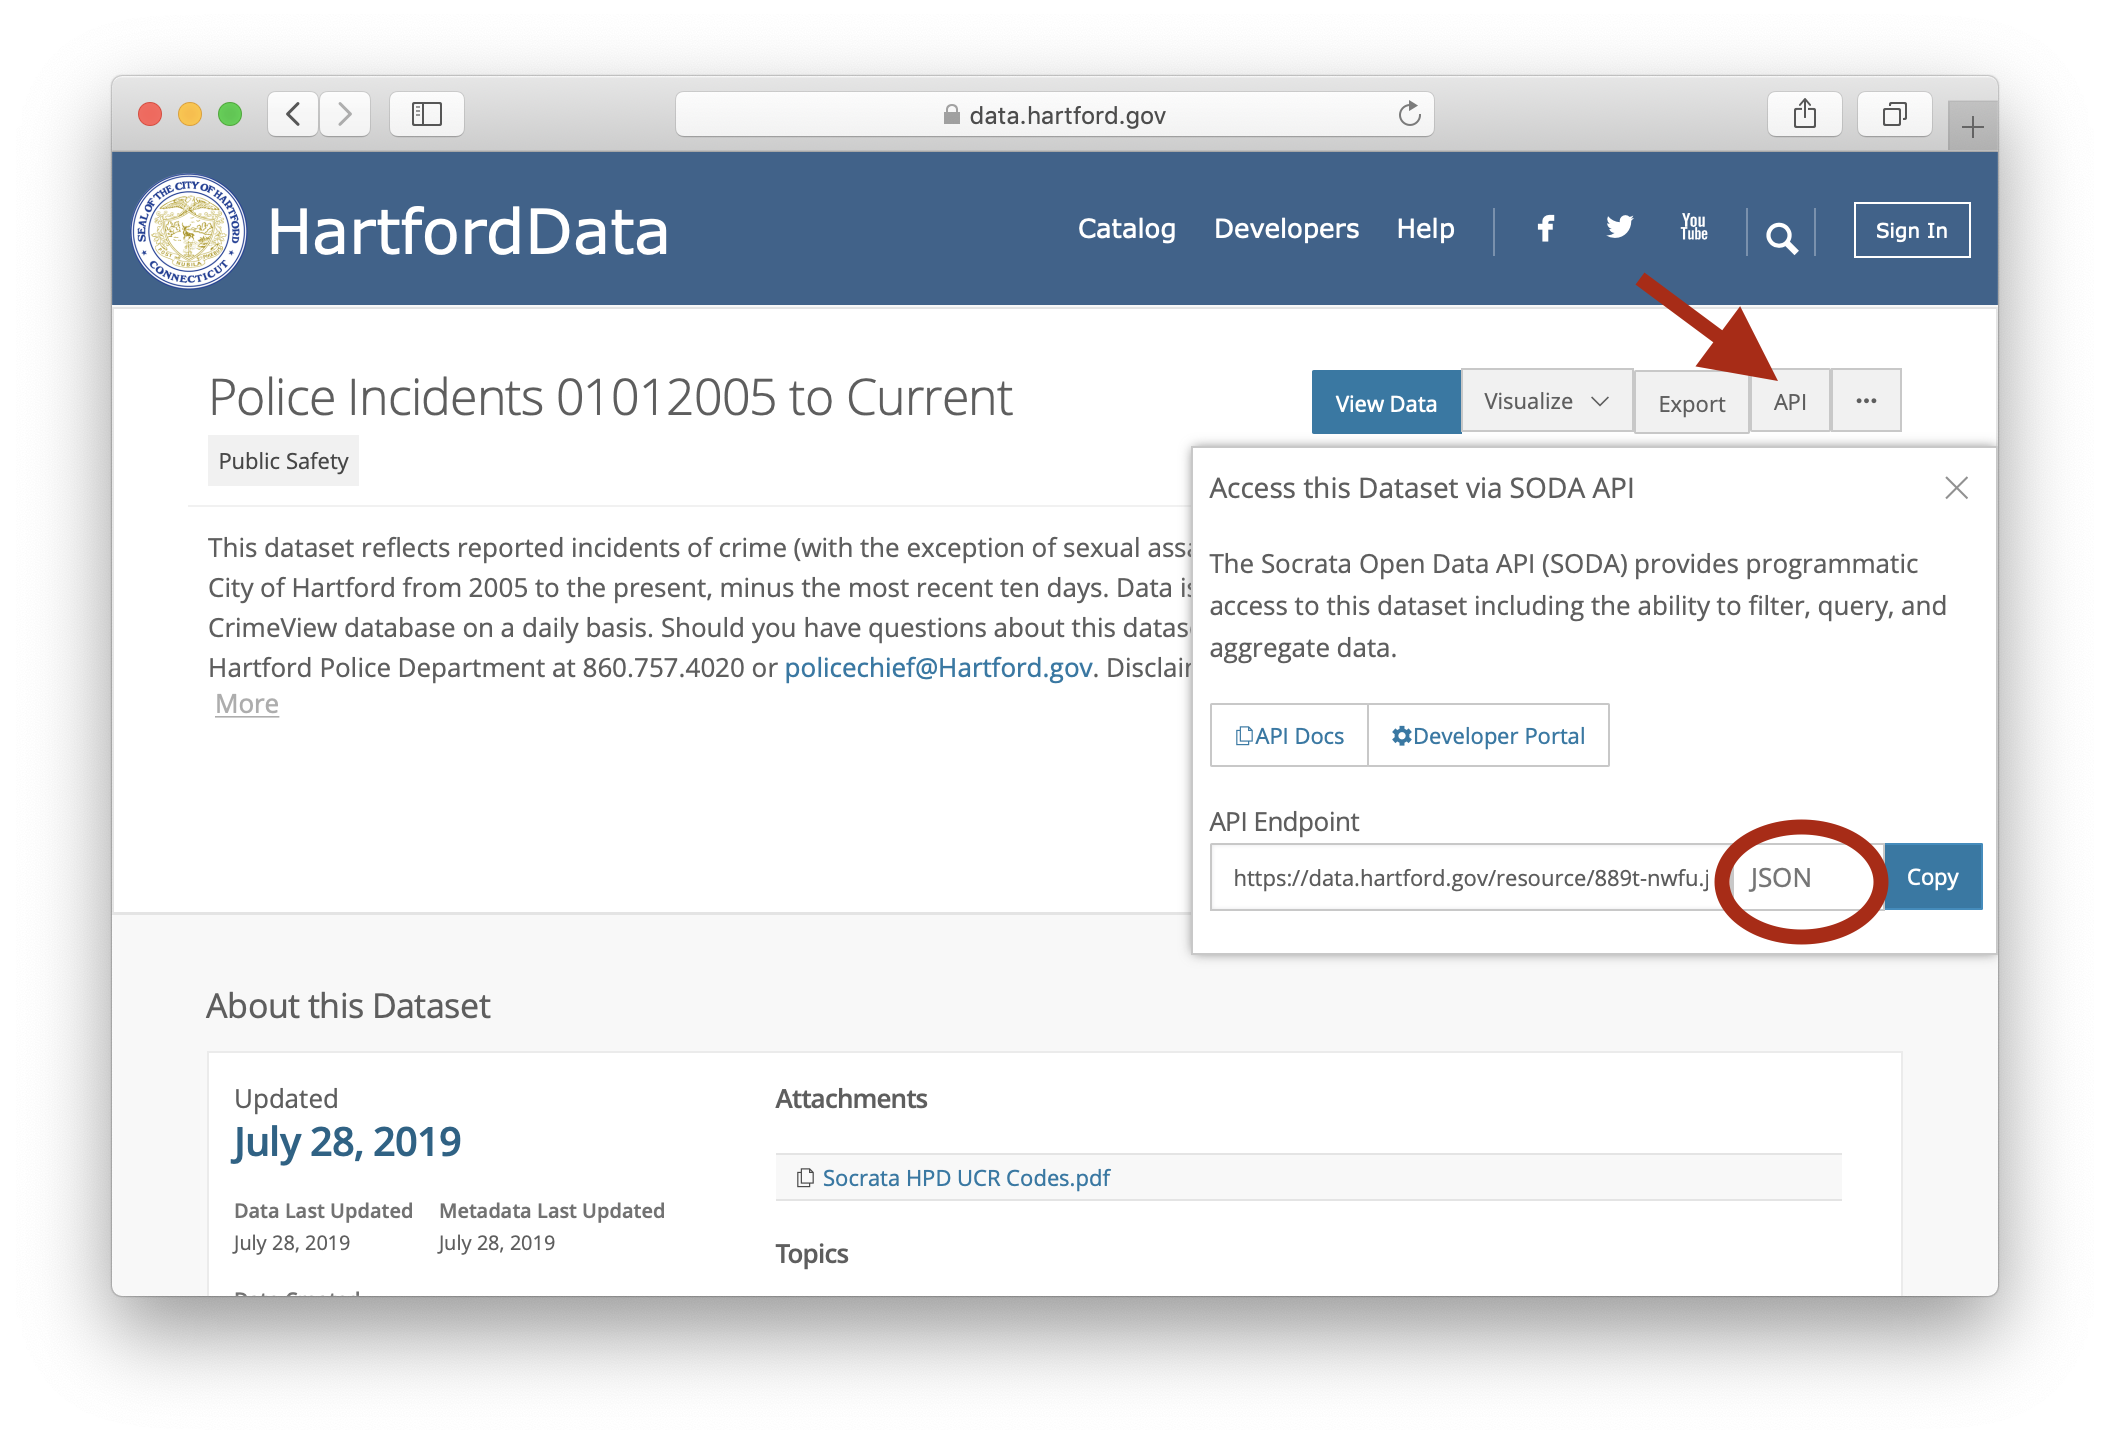 data.hartford.gov
SEAL OF THE CITY OF HARTFORD
CONNECTICUT
HartfordData
Catalog Developers Help
You Tube
Sign In
Police Incidents 01012005 to Current
View Data Visualize Export API
Public Safety
Access this Dataset via SODA API
This dataset reflects reported incidents of crime (with the exception of sexual
City of Hartford from 2005 to the present, minus the most recent ten days. Data
CrimeView database on a daily basis. Should you have questions about this
Hartford Police Department at 860.757.4020 or policechief@Hartford.gov.
More
The Socrata Open Data API (SODA) provides programmatic
access to this dataset including the ability to filter, query, and
aggregate data.
API Docs Developer Portal
API Endpoint
https://data.hartford.gov/resource/889t-nwfu.j JSON Copy
About this Dataset
Updated
July 28, 2019
Data Last Updated Metadata Last Updated
July 28, 2019 July 28, 2019
Attachments
Socrata HPD UCR Codes.pdf
Topics